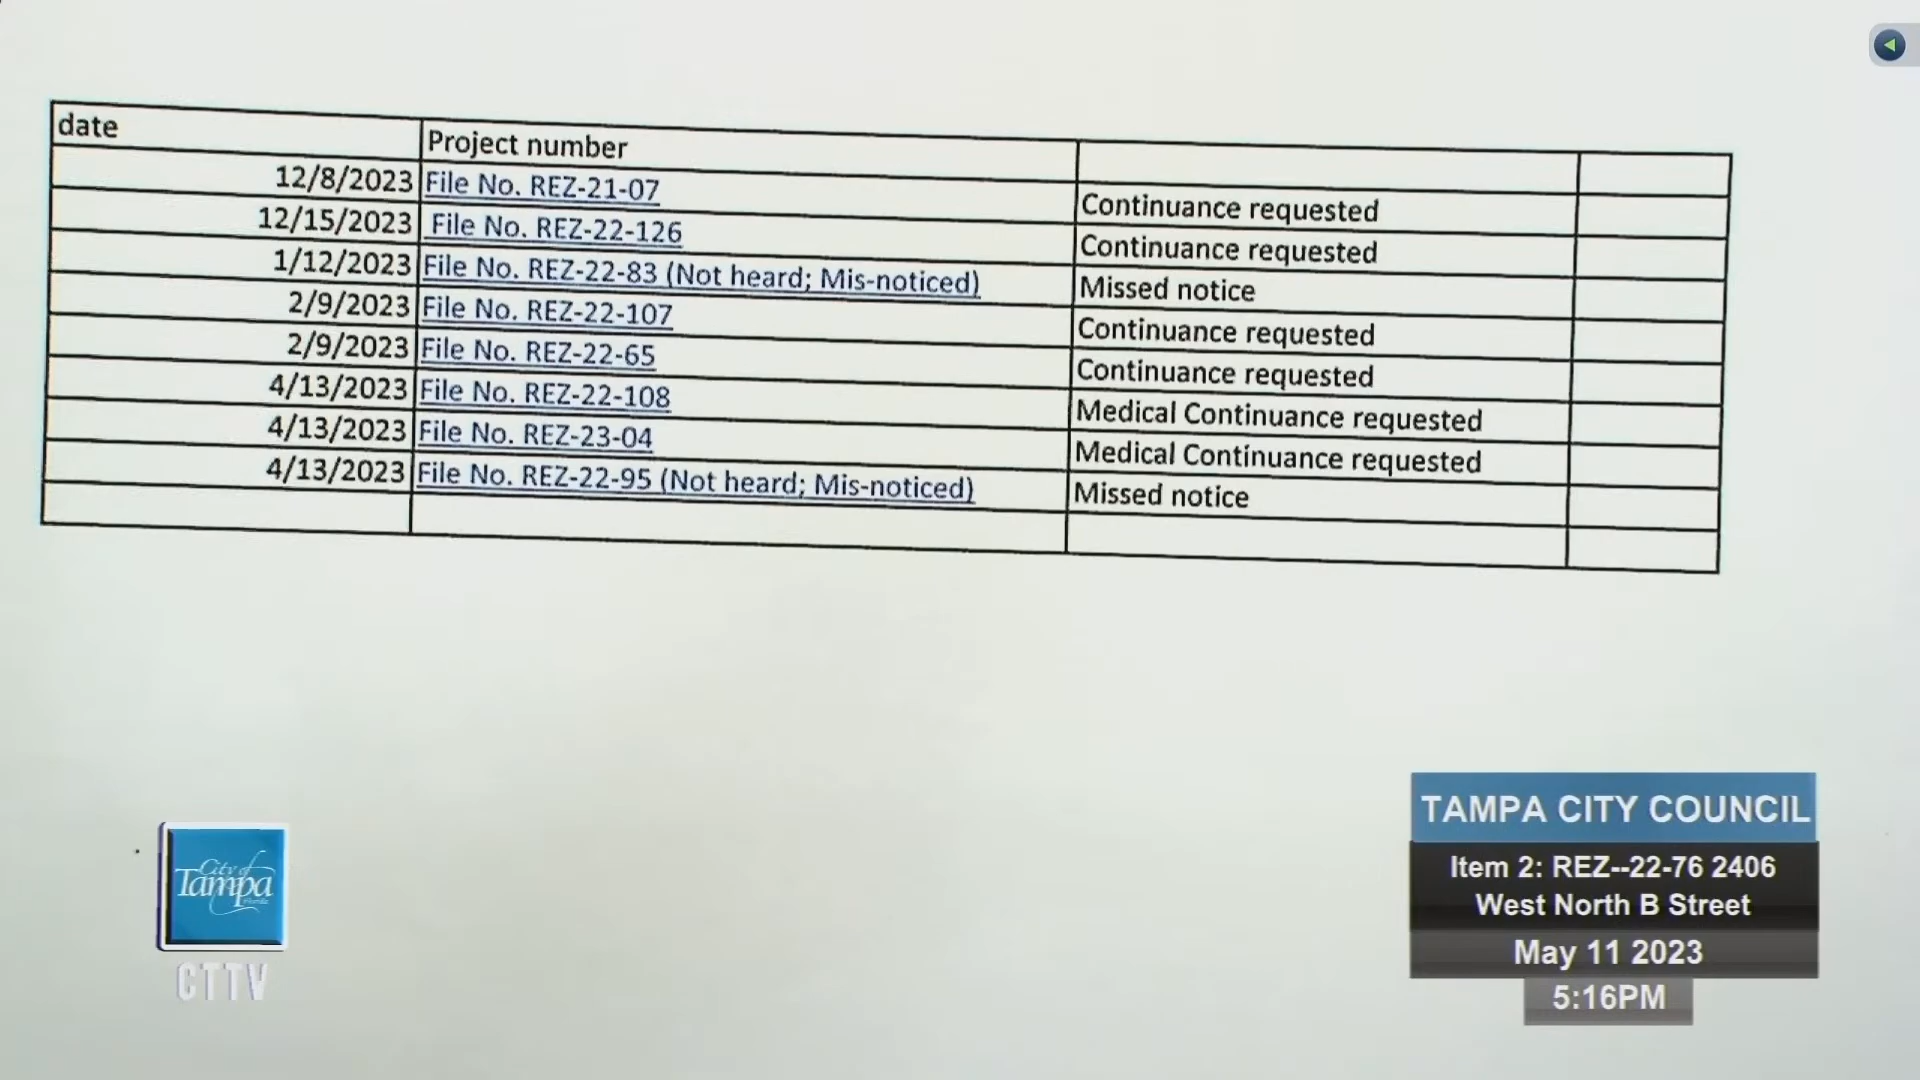 date Project number
12/8/2023 File No. REZ-21-07 Continuance requested
12/15/2023 File No. REZ-22-126 Continuance requested
1/12/2023 File No. REZ-22-83 (Not heard; Mis-noticed) Missed notice
2/9/2023 File No. REZ-22-107 Continuance requested
2/9/2023 File No. REZ-22-65 Continuance requested
4/13/2023 File No. REZ-22-108 Medical Continuance requested
4/13/2023 File No. REZ-23-04 Medical Continuance requested
4/13/2023 File No. REZ-22-95 (Not heard; Mis-noticed) Missed notice
City of
Tampa
Florida
CTTV
TAMPA CITY COUNCIL
Item 2: REZ--22-76 2406
West North B Street
May 11 2023
5:16PM